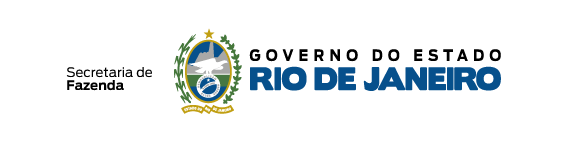 Secretaria de
Fazenda
GOVERNO DO ESTADO
RIO DE JANEIRO